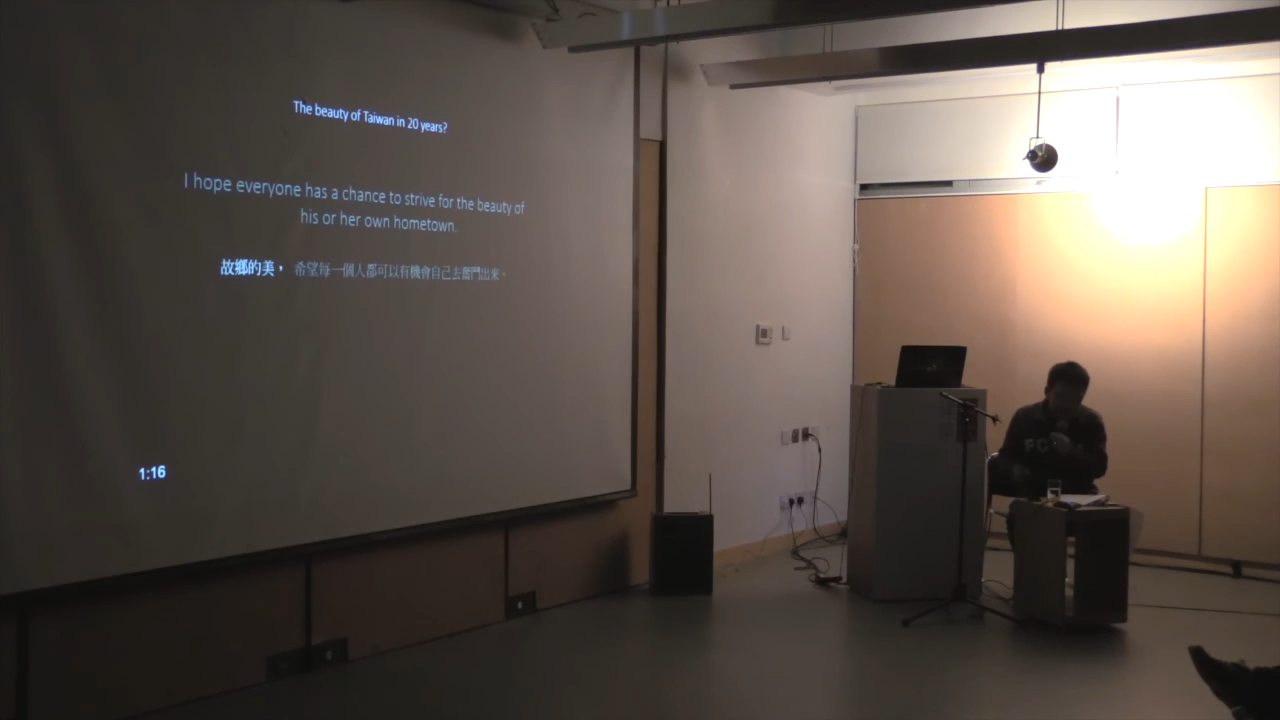 The beauty of Taiwan in 20 years?
I hope everyone has a chance to strive for the beauty of
his or her own hometown.
故鄉的美，希望每一個人都可以有機會自己去奮鬥出來。
1:16